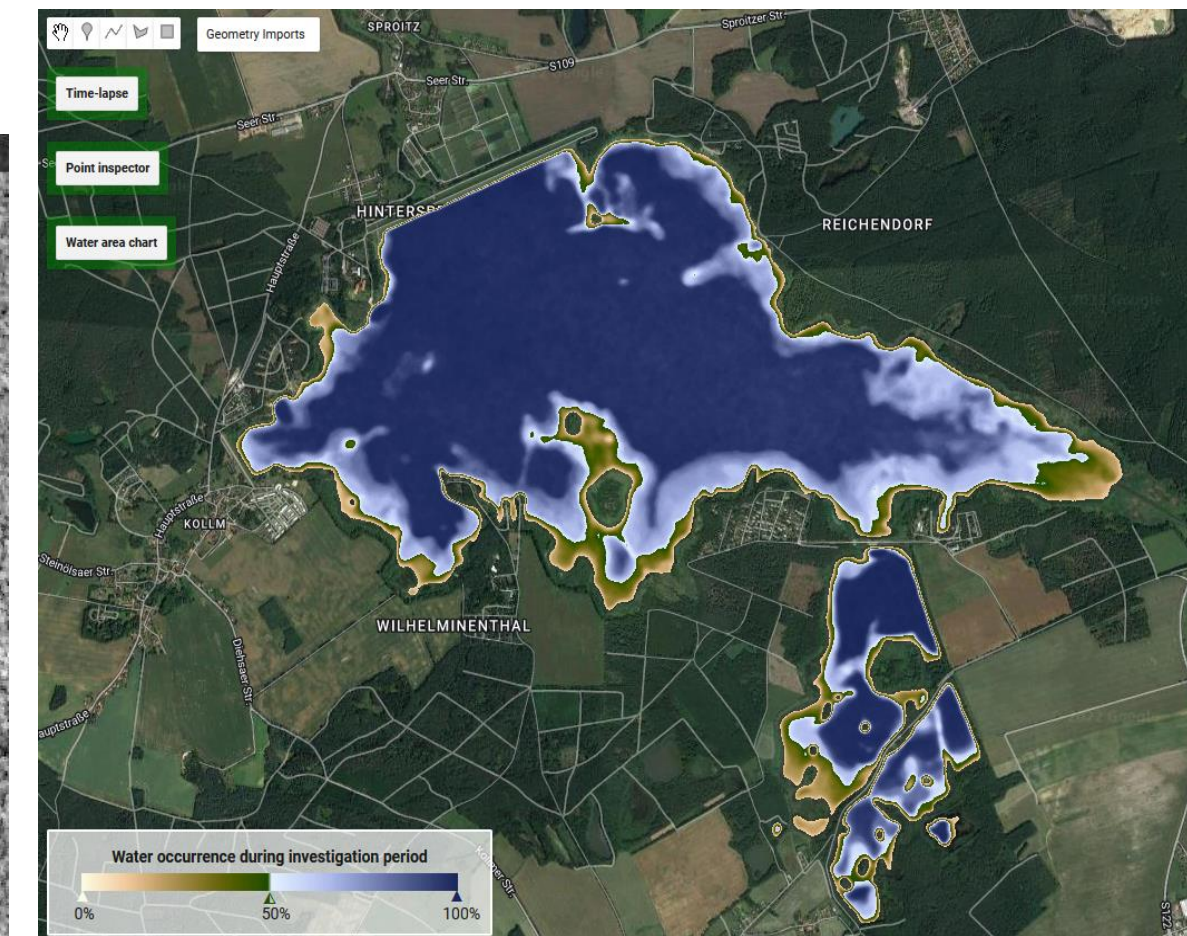 Geometry Imports
SPROITZ
Sproitzer Str.
S109
Seer Str.
Time-lapse
Seer Str.
Point inspector
HINTERSE
REICHENDORF
Water area chart
Hauptstraße
Hauptstraße
KOLLM
Steinölsaer Str.
WILHELMINENTHAL
Diehsaer Str.
auptstraße
Water occurrence during investigation period
0%
50%
100%
S122